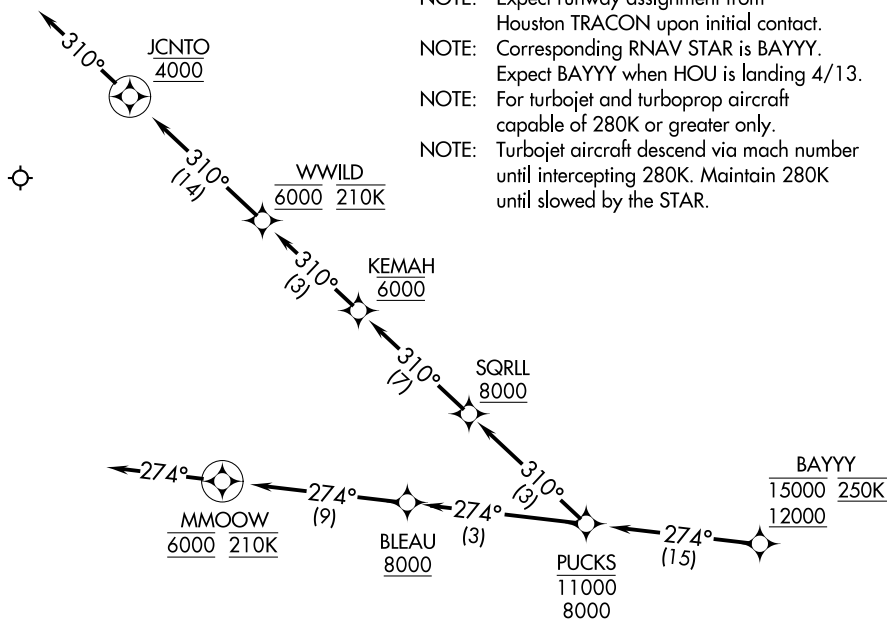 NOTE: Expect runway assignment from
Houston TRACON upon initial contact.
NOTE: Corresponding RNAV STAR is BAYYY.
Expect BAYYY when HOU is landing 4/13.
NOTE: For turbojet and turboprop aircraft
capable of 280K or greater only.
NOTE: Turbojet aircraft descend via mach number
until intercepting 280K. Maintain 280K
until slowed by the STAR.
310°
JCNTO
4000
310°
(14)
WWILD
6000 210K
310°
(3)
KEMAH
6000
310°
(7)
SQRLL
8000
310°
(3)
BAYYY
15000 250K
12000
274°
(15)
PUCKS
11000
8000
274°
(3)
BLEAU
8000
274°
(9)
MMOOW
6000 210K
274°